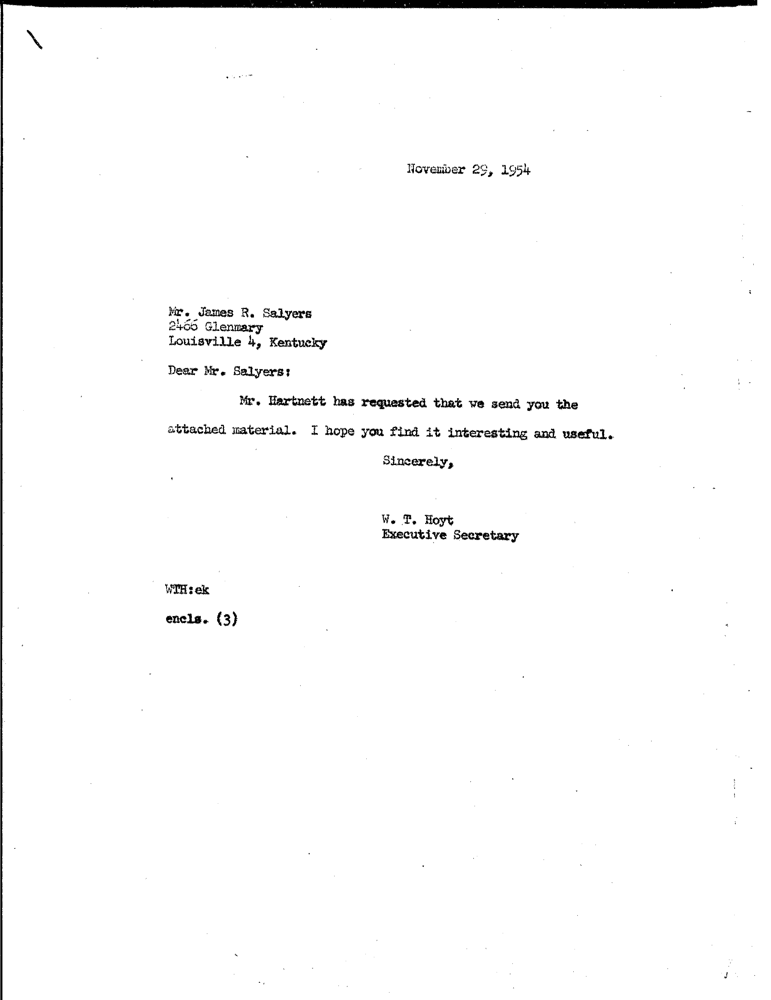 November 29, 1954
Mr. James R. Salyers
Glenmary
Louisville 4, Kentucky
Dear Mr. Salyers:
Mr. Hartnett has requested that we send you the
attached material. I hope you find it interesting and useful.
Sincerely,
W. T. Hoyt
Executive Secretary
WTH:ek
encls. (3)